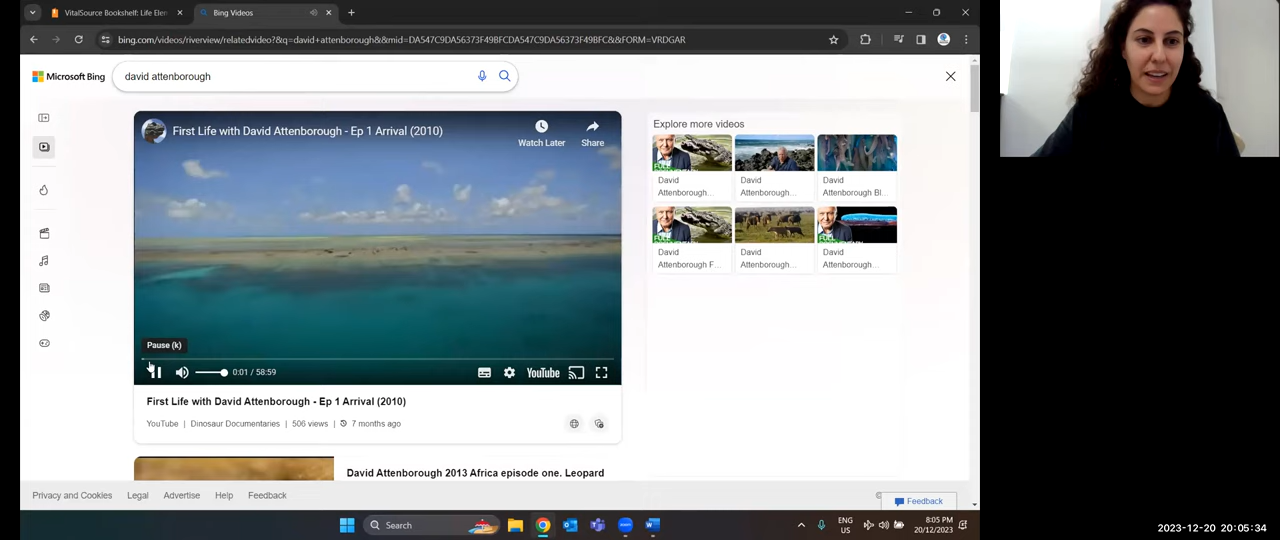 VitalSource Bookshelf: Life Elen
Bing Videos
bing.com/videos/riverview/relatedvideo?&q=david+attenborough&&mid=DA547C9DA56373F49BFCDA547C9DA56373F49BFC&&FORM=VRDGAR
Microsoft Bing
david attenborough
First Life with David Attenborough - Ep 1 Arrival (2010)
Watch Later
Share
Pause (k)
0:01 / 58:59
YouTube
First Life with David Attenborough - Ep 1 Arrival (2010)
YouTube | Dinosaur Documentaries | 506 views | 7 months ago
David Attenborough 2013 Africa episode one. Leopard
Explore more videos
David Attenborough...
David Attenborough...
David Attenborough Bl...
David Attenborough F...
David Attenborough...
David Attenborough...
Privacy and Cookies
Legal
Advertise
Help
Feedback
Feedback
Search
ENG
US
8:05 PM
20/12/2023
2023-12-20 20:05:34